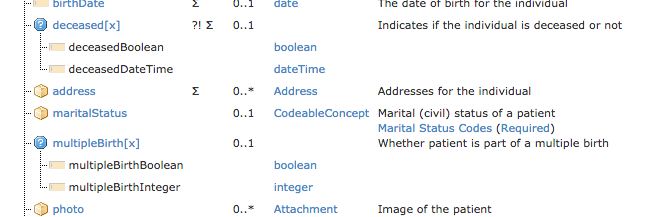 birthDate Σ 0..1 date The date of birth for the individual
deceased[x] ?! Σ 0..1 Indicates if the individual is deceased or not
deceasedBoolean boolean
deceasedDateTime dateTime
address Σ 0..* Address Addresses for the individual
maritalStatus 0..1 CodeableConcept Marital (civil) status of a patient
Marital Status Codes (Required)
multipleBirth[x] 0..1 Whether patient is part of a multiple birth
multipleBirthBoolean boolean
multipleBirthInteger integer
photo 0..* Attachment Image of the patient